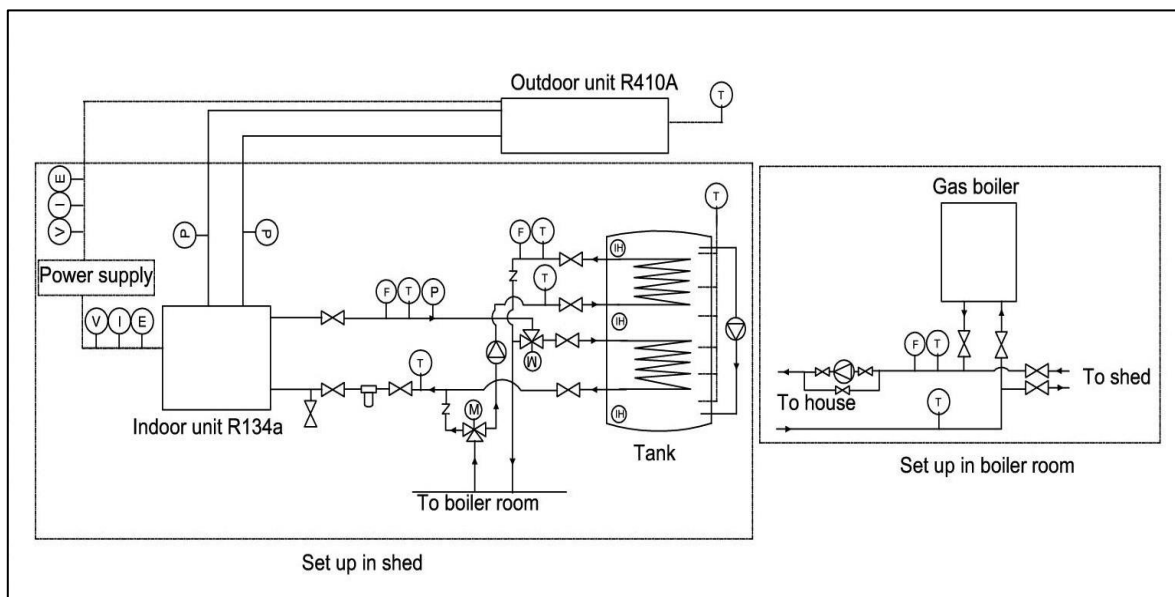 Outdoor unit R410A
T
E
I
V
P
P
Power supply
V I E
Indoor unit R134a
F T P
T
M
F T
T
M
IH
IH
IH
T
Tank
To boiler room
Set up in shed
Gas boiler
F T
T
To shed
To house
Set up in boiler room